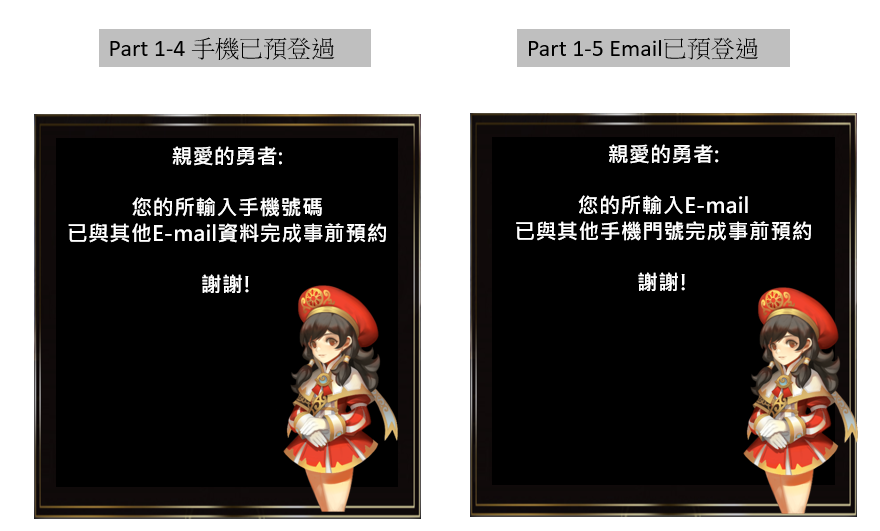 Part 1-4 手機已預登過
親愛的勇者:
您的所輸入手機號碼
已與其他E-mail資料完成事前預約
謝謝!
Part 1-5 Email已預登過
親愛的勇者:
您的所輸入E-mail
已與其他手機門號完成事前預約
謝謝!